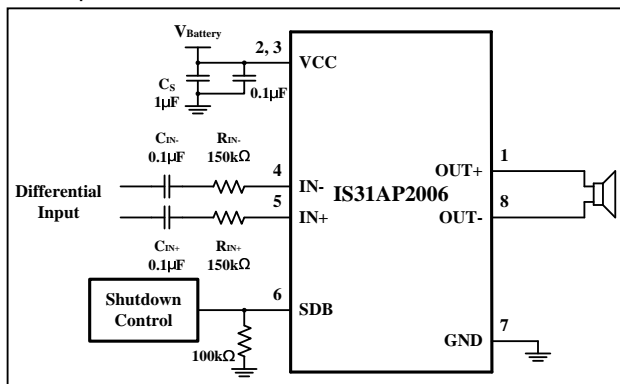 VBattery
2, 3
VCC
CS
1µF
0.1µF
CIN-
0.1µF
RIN-
150kΩ
4
IN-
Differential
Input
5
IN+
CIN+
0.1µF
RIN+
150kΩ
IS31AP2006
1
OUT+
8
OUT-
Shutdown
Control
6
SDB
100kΩ
7
GND